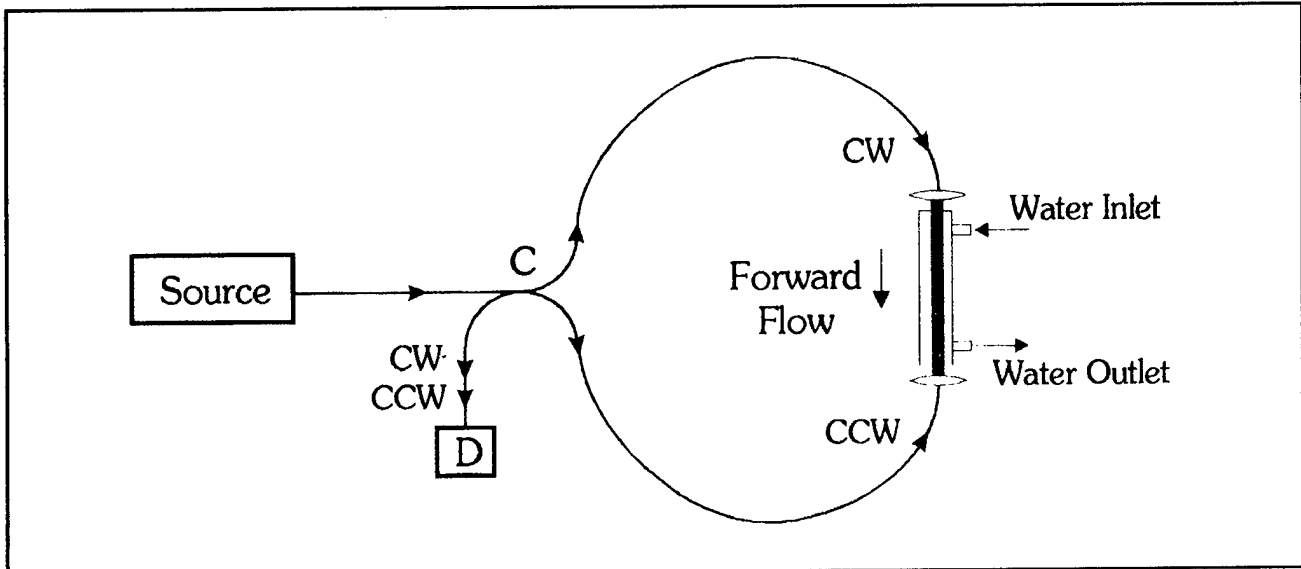 CW
Water Inlet
C
Source
Forward
Flow
CW
CCW
Water Outlet
CCW
D